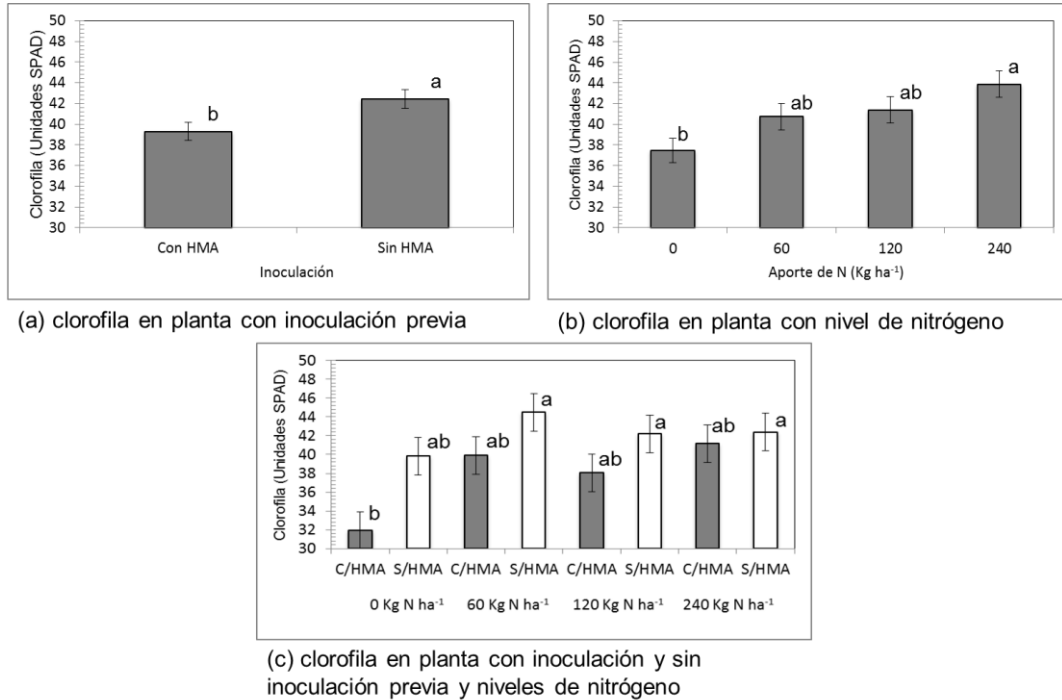 Clorofila (Unidades SPAD)
50
48
46
44
42
40
38
36
34
32
30
b
a
Con HMA
Sin HMA
Inoculación
(a) clorofila en planta con inoculación previa
Clorofila (Unidades SPAD)
50
48
46
44
42
40
38
36
34
32
30
b
ab
ab
a
0
60
120
240
Aporte de N (Kg ha⁻¹)
(b) clorofila en planta con nivel de nitrógeno
Clorofila (Unidades SPAD)
50
48
46
44
42
40
38
36
34
32
30
b
ab
ab
a
ab
a
ab
a
C/HMA S/HMA C/HMA S/HMA C/HMA S/HMA C/HMA S/HMA
0 Kg N ha⁻¹ 60 Kg N ha⁻¹ 120 Kg N ha⁻¹ 240 Kg N ha⁻¹
(c) clorofila en planta con inoculación y sin
inoculación previa y niveles de nitrógeno